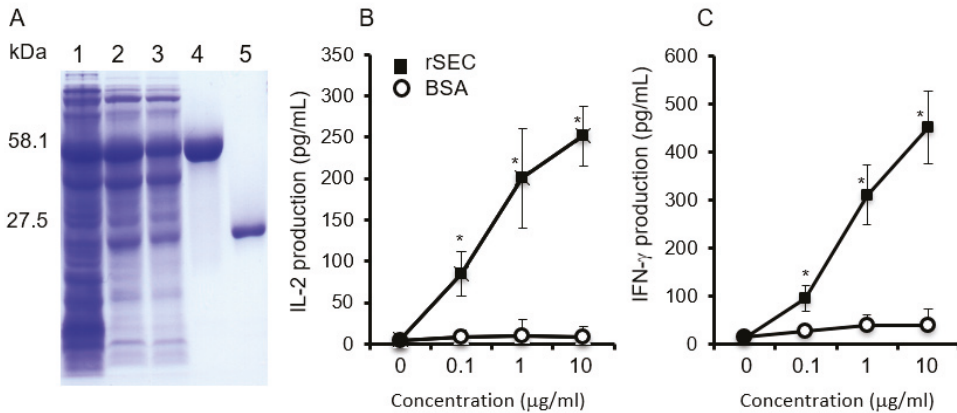 A
kDa
1 2 3 4 5
58.1
27.5
B
rSEC
BSA
IL-2 production (pg/mL)
350
300
250
200
150
100
50
0
* * *
0 0.1 1 10
Concentration (μg/ml)
C
IFN-γ production (pg/mL)
600
500
400
300
200
100
0
* * *
0 0.1 1 10
Concentration (μg/ml)